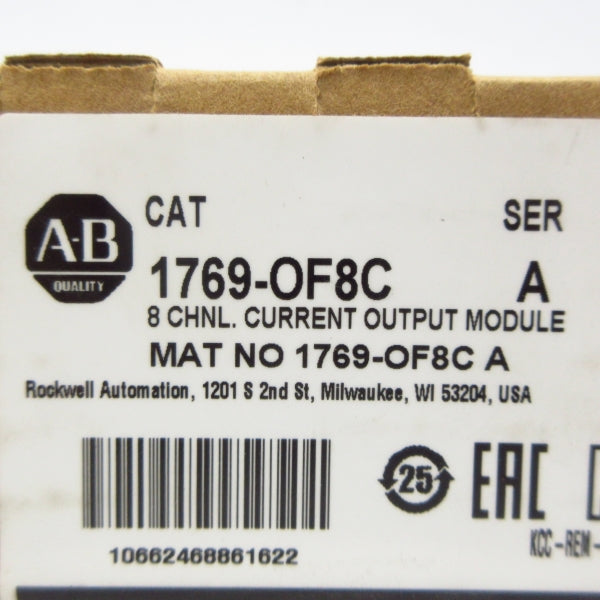 CAT SER
A-B 1769-OF8C A
QUALITY 8 CHNL. CURRENT OUTPUT MODULE
MAT NO 1769-OF8C A
Rockwell Automation, 1201 S 2nd St, Milwaukee, WI 53204, USA
25 EAC
KCC-REM-
10662468861622